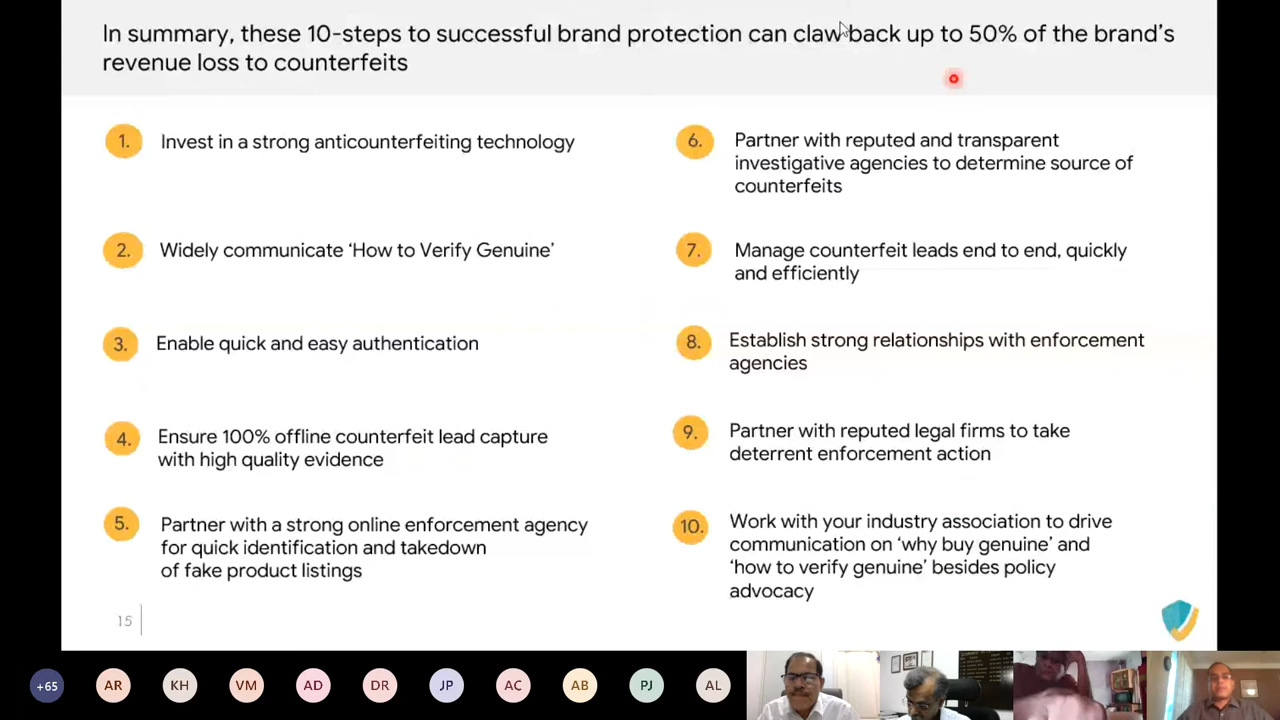 In summary, these 10-steps to successful brand protection can claw back up to 50% of the brand's
revenue loss to counterfeits
1.
Invest in a strong anticounterfeiting technology
2.
Widely communicate ‘How to Verify Genuine’
3.
Enable quick and easy authentication
4.
Ensure 100% offline counterfeit lead capture
with high quality evidence
5.
Partner with a strong online enforcement agency
for quick identification and takedown
of fake product listings
6.
Partner with reputed and transparent
investigative agencies to determine source of
counterfeits
7.
Manage counterfeit leads end to end, quickly
and efficiently
8.
Establish strong relationships with enforcement
agencies
9.
Partner with reputed legal firms to take
deterrent enforcement action
10.
Work with your industry association to drive
communication on ‘why buy genuine’ and
‘how to verify genuine’ besides policy
advocacy
15
+65
AR
KH
VM
AD
DR
JP
AC
AB
PJ
AL